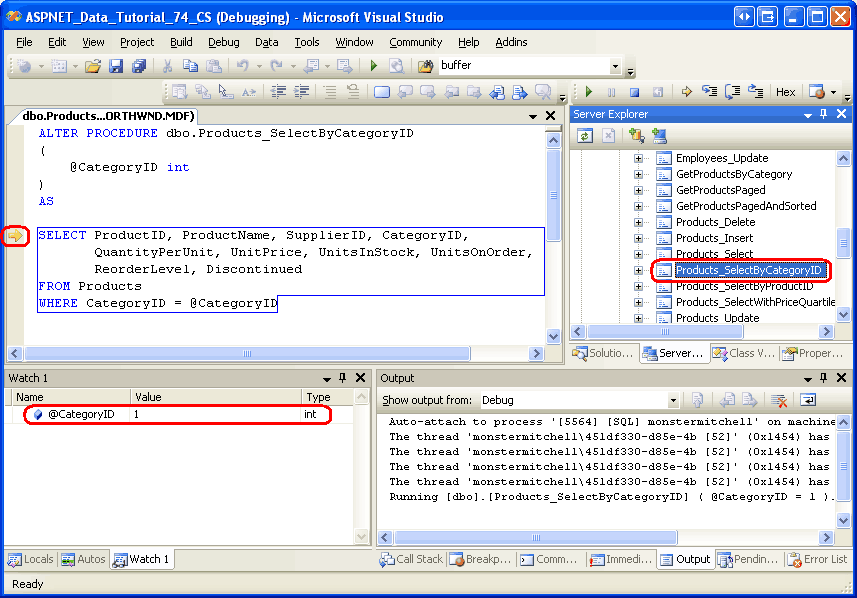 ASPNET_Data_Tutorial_74_CS (Debugging) - Microsoft Visual Studio
File Edit View Project Build Debug Data Tools Window Community Help Addins
buffer
Hex
dbo.Products...ORTHWND.MDF)
ALTER PROCEDURE dbo.Products_SelectByCategoryID
(
@CategoryID int
)
AS
SELECT ProductID, ProductName, SupplierID, CategoryID,
QuantityPerUnit, UnitPrice, UnitsInStock, UnitsOnOrder,
ReorderLevel, Discontinued
FROM Products
WHERE CategoryID = @CategoryID
Server Explorer
Employees_Update
GetProductsByCategory
GetProductsPaged
GetProductsPagedAndSorted
Products_Delete
Products_Insert
Products_Select
Products_SelectByCategoryID
Products_SelectByProductID
Products_SelectWithPriceQuartile
Products_Update
Solutio... Server... Class V... Proper...
Watch 1
Name Value Type
@CategoryID 1 int
Locals Autos Watch 1
Output
Show output from: Debug
Auto-attach to process '[5564] [SQL] monstermitchell' on machine
The thread 'monstermitchell\45ldf330-d85e-4b [52]' (0x1454) has
The thread 'monstermitchell\45ldf330-d85e-4b [52]' (0x1454) has
The thread 'monstermitchell\45ldf330-d85e-4b [52]' (0x1454) has
The thread 'monstermitchell\45ldf330-d85e-4b [52]' (0x1454) has
Running [dbo].[Products_SelectByCategoryID] ( @CategoryID = 1 ).
Call Stack Breakp... Comm... Immedi... Output Pendin... Error List
Ready